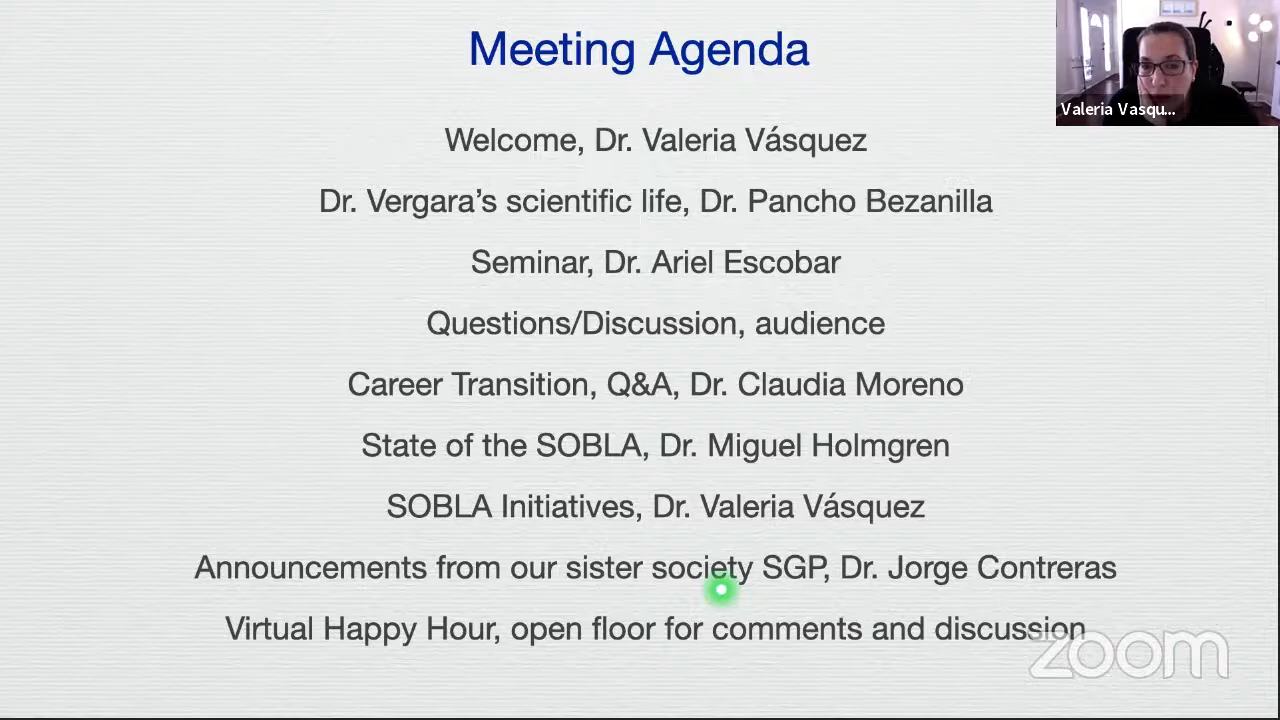 Meeting Agenda
Valeria Vasqu...
Welcome, Dr. Valeria Vásquez
Dr. Vergara’s scientific life, Dr. Pancho Bezanilla
Seminar, Dr. Ariel Escobar
Questions/Discussion, audience
Career Transition, Q&A, Dr. Claudia Moreno
State of the SOBLA, Dr. Miguel Holmgren
SOBLA Initiatives, Dr. Valeria Vásquez
Announcements from our sister society SGP, Dr. Jorge Contreras
Virtual Happy Hour, open floor for comments and discussion
zoom